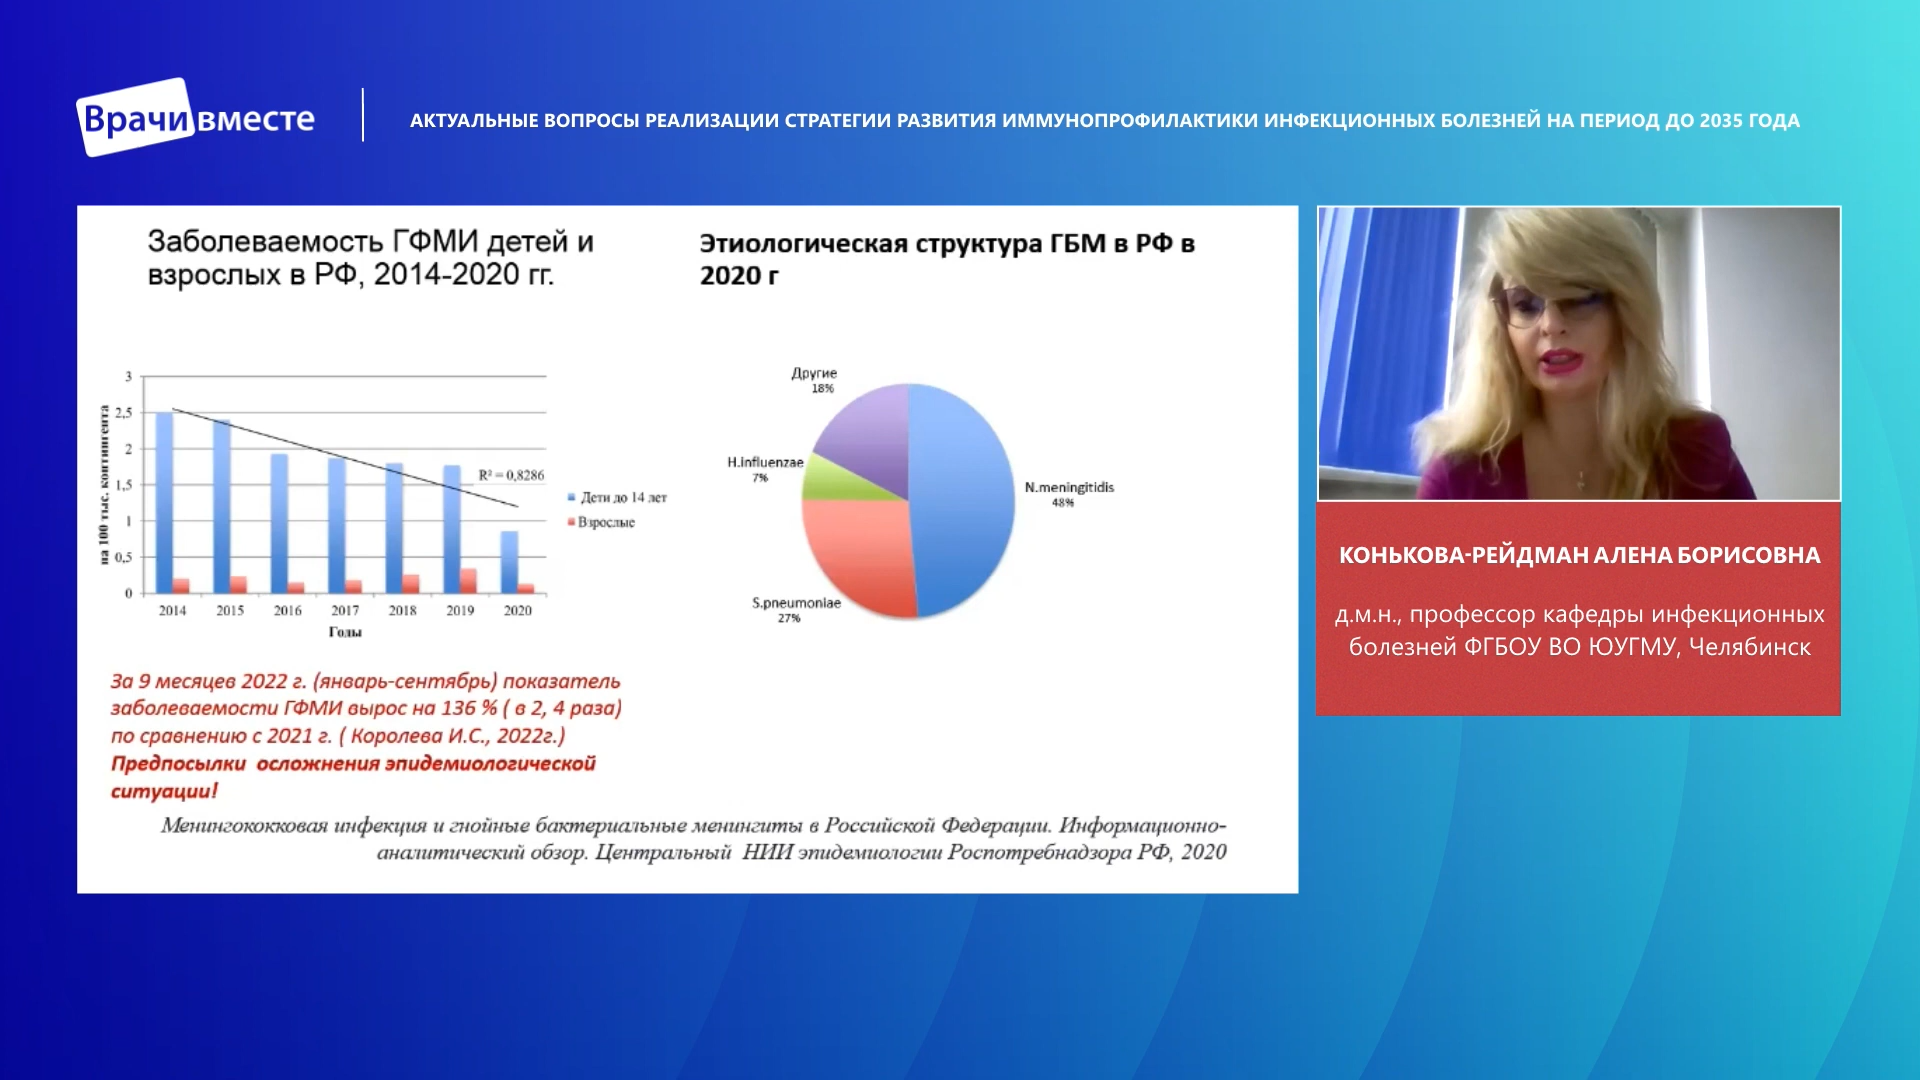 Врачи вместе
АКТУАЛЬНЫЕ ВОПРОСЫ РЕАЛИЗАЦИИ СТРАТЕГИИ РАЗВИТИЯ ИММУНОПРОФИЛАКТИКИ ИНФЕКЦИОННЫХ БОЛЕЗНЕЙ НА ПЕРИОД ДО 2035 ГОДА
Заболеваемость ГФМИ детей и
взрослых в РФ, 2014-2020 гг.
на 100 тыс. контингента
3
2,5
2
1,5
1
0,5
0
R² = 0,8286
2014 2015 2016 2017 2018 2019 2020
Годы
Дети до 14 лет
Взрослые
Этиологическая структура ГБМ в РФ в
2020 г
Другие
18%
H.influenzae
7%
N.meningitidis
48%
S.pneumoniae
27%
За 9 месяцев 2022 г. (январь-сентябрь) показатель
заболеваемости ГФМИ вырос на 136 % ( в 2, 4 раза)
по сравнению с 2021 г. ( Королева И.С., 2022г.)
Предпосылки осложнения эпидемиологической
ситуации!
Менингококковая инфекция и гнойные бактериальные менингиты в Российской Федерации. Информационно-
аналитический обзор. Центральный НИИ эпидемиологии Роспотребнадзора РФ, 2020
КОНЬКОВА-РЕЙДМАН АЛЕНА БОРИСОВНА
д.м.н., профессор кафедры инфекционных
болезней ФГБОУ ВО ЮУГМУ, Челябинск